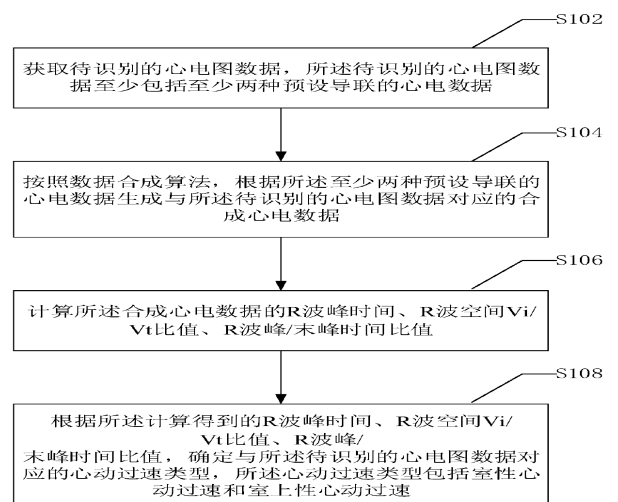 S102
获取待识别的心电图数据，所述待识别的心电图数
据至少包括至少两种预设导联的心电数据
S104
按照数据合成算法，根据所述至少两种预设导联的
心电数据生成与所述待识别的心电图数据对应的合
成心电数据
S106
计算所述合成心电数据的R波峰时间、R波空间Vi/
Vt比值、R波峰/末峰时间比值
S108
根据所述计算得到的R波峰时间、R波空间Vi/
Vt比值、R波峰/
末峰时间比值，确定与所述待识别的心电图数据对
应的心动过速类型，所述心动过速类型包括室性心
动过速和室上性心动过速